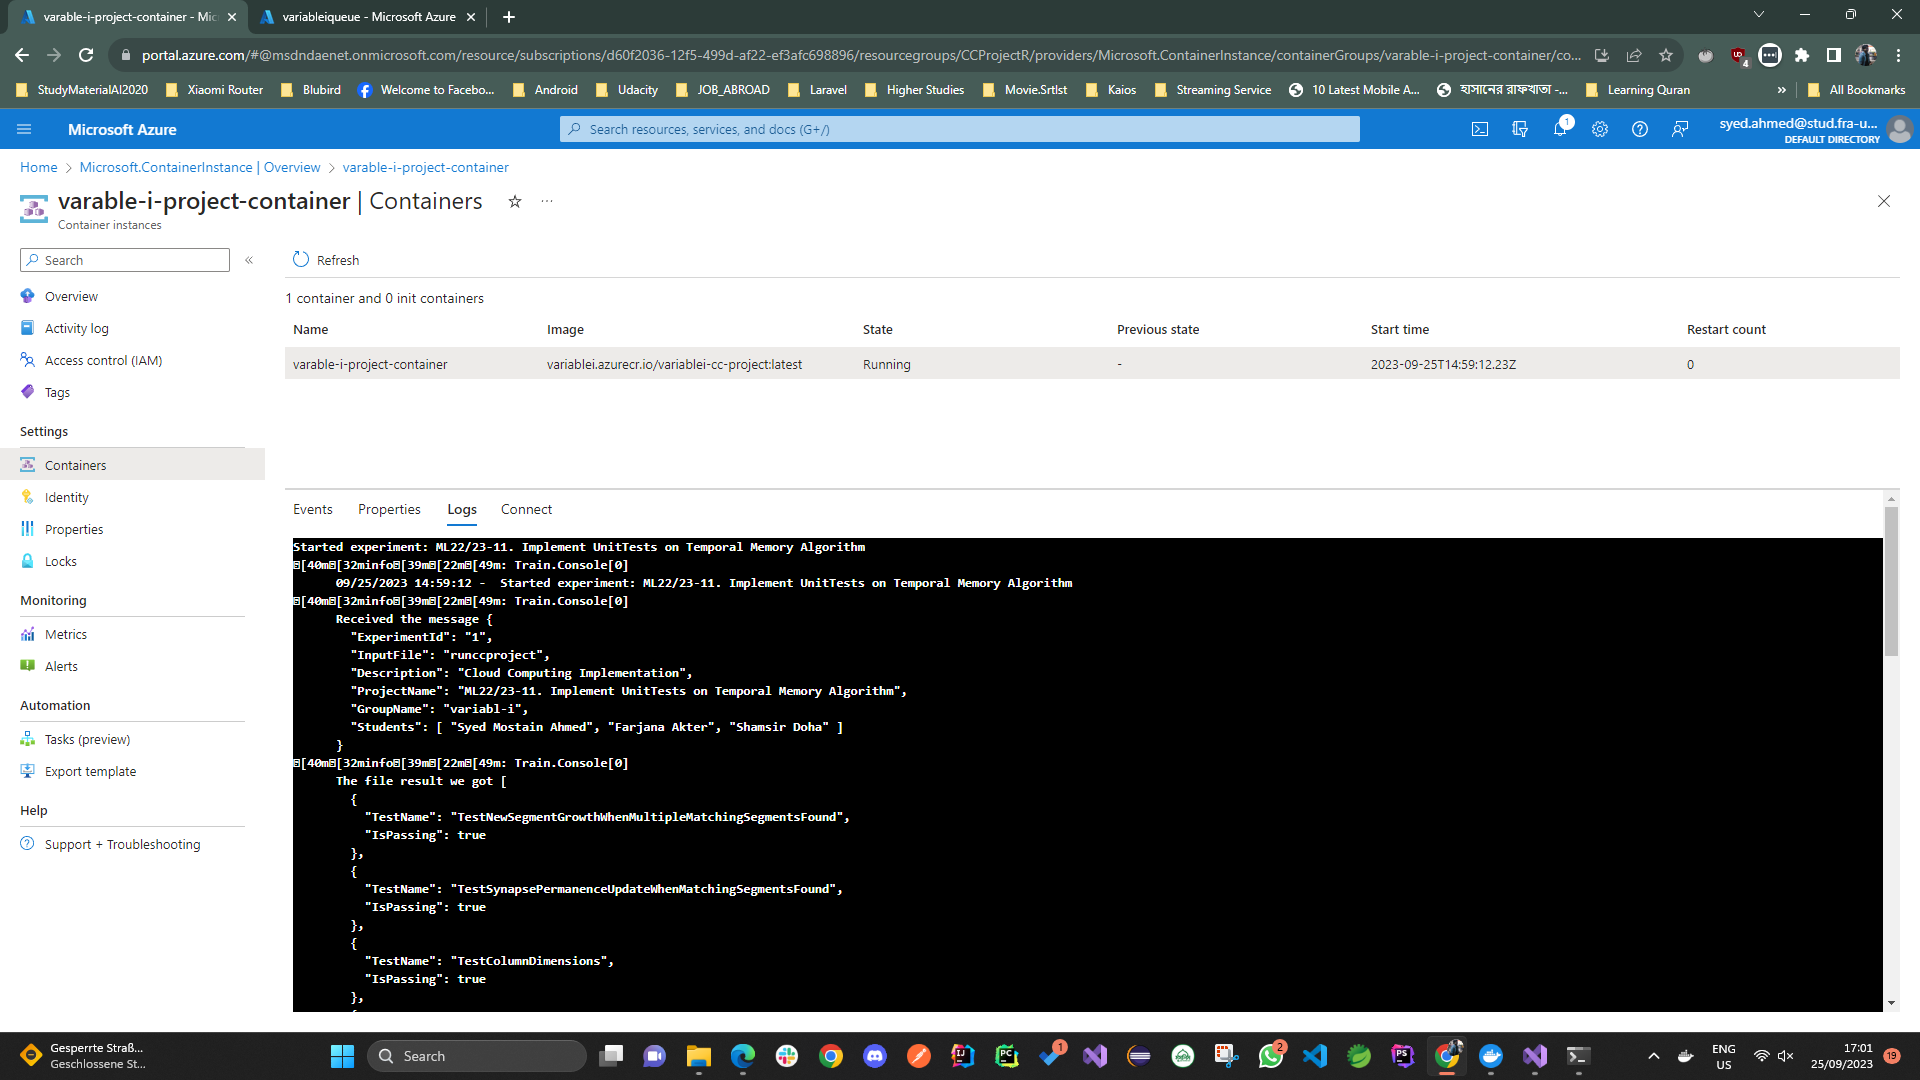 varable-i-project-container - Mic
variableiqueue - Microsoft Azure
portal.azure.com/#@msdndaenet.onmicrosoft.com/resource/subscriptions/d60f2036-12f5-499d-af22-ef3afc698896/resourcegroups/CCProjectR/providers/Microsoft.ContainerInstance/containerGroups/varable-i-project-container/co...
4
StudyMaterialAI2020
Xiaomi Router
Blubird
Welcome to Facebo...
Android
Udacity
JOB_ABROAD
Laravel
Higher Studies
Movie.Srtlst
Kaios
Streaming Service
10 Latest Mobile A...
হাসানের রাফখাতা -...
Learning Quran
»
All Bookmarks
Microsoft Azure
Search resources, services, and docs (G+/)
1
syed.ahmed@stud.fra-u...
DEFAULT DIRECTORY
Home > Microsoft.ContainerInstance | Overview > varable-i-project-container
varable-i-project-container | Containers
Container instances
Search
«
Refresh
Overview
Activity log
Access control (IAM)
Tags
Settings
Containers
Identity
Properties
Locks
Monitoring
Metrics
Alerts
Automation
Tasks (preview)
Export template
Help
Support + Troubleshooting
1 container and 0 init containers
Name Image State Previous state Start time Restart count
varable-i-project-container variablei.azurecr.io/variablei-cc-project:latest Running - 2023-09-25T14:59:12.23Z 0
Events Properties Logs Connect
Started experiment: ML22/23-11. Implement UnitTests on Temporal Memory Algorithm
[40m[32minfo[39m[22m[49m: Train.Console[0]
09/25/2023 14:59:12 - Started experiment: ML22/23-11. Implement UnitTests on Temporal Memory Algorithm
[40m[32minfo[39m[22m[49m: Train.Console[0]
Received the message {
"ExperimentId": "1",
"InputFile": "runccproject",
"Description": "Cloud Computing Implementation",
"ProjectName": "ML22/23-11. Implement UnitTests on Temporal Memory Algorithm",
"GroupName": "variabl-i",
"Students": [ "Syed Mostain Ahmed", "Farjana Akter", "Shamsir Doha" ]
}
[40m[32minfo[39m[22m[49m: Train.Console[0]
The file result we got [
{
"TestName": "TestNewSegmentGrowthWhenMultipleMatchingSegmentsFound",
"IsPassing": true
},
{
"TestName": "TestSynapsePermanenceUpdateWhenMatchingSegmentsFound",
"IsPassing": true
},
{
"TestName": "TestColumnDimensions",
"IsPassing": true
},
Gesperrte Straß...
Geschlossene St...
Search
1
2
ENG
US
17:01
25/09/2023
19